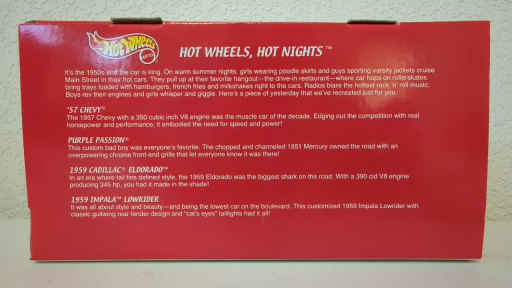 HOT WHEELS
MATTEL
HOT WHEELS, HOT NIGHTS™
It's the 1950s and the car is king. On warm summer nights, girls wearing poodle skirts and guys sporting varsity jackets cruise
Main Street in their hot cars. They pull up at their favorite hangout—the drive-in restaurant—where car hops on rollerskates
bring trays loaded with hamburgers, french fries and milkshakes right to the cars. Radios blare the hottest rock 'n' roll music.
Boys rev their engines and girls whisper and giggle. Here's a piece of yesterday that we've recreated just for you.
'57 CHEVY®
The 1957 Chevy with a 350 cubic inch V8 engine was the muscle car of the decade. Edging out the competition with real
horsepower and performance, it embodied the need for speed and power!
PURPLE PASSION®
This custom bad boy was everyone's favorite. The chopped and channeled 1951 Mercury owned the road with an
overpowering chrome front-end grille that let everyone know it was there!
1959 CADILLAC® ELDORADO™
In an era where tail fins defined style, the 1959 Eldorado was the biggest shark on the road. With a 390 cid V8 engine
producing 345 hp, you had it made in the shade!
1959 IMPALA™ LOWRIDER
It was all about style and beauty—and being the lowest car on the boulevard. This customized 1959 Impala Lowrider with
classic gullwing rear fender design and "cat's eyes" taillights had it all!